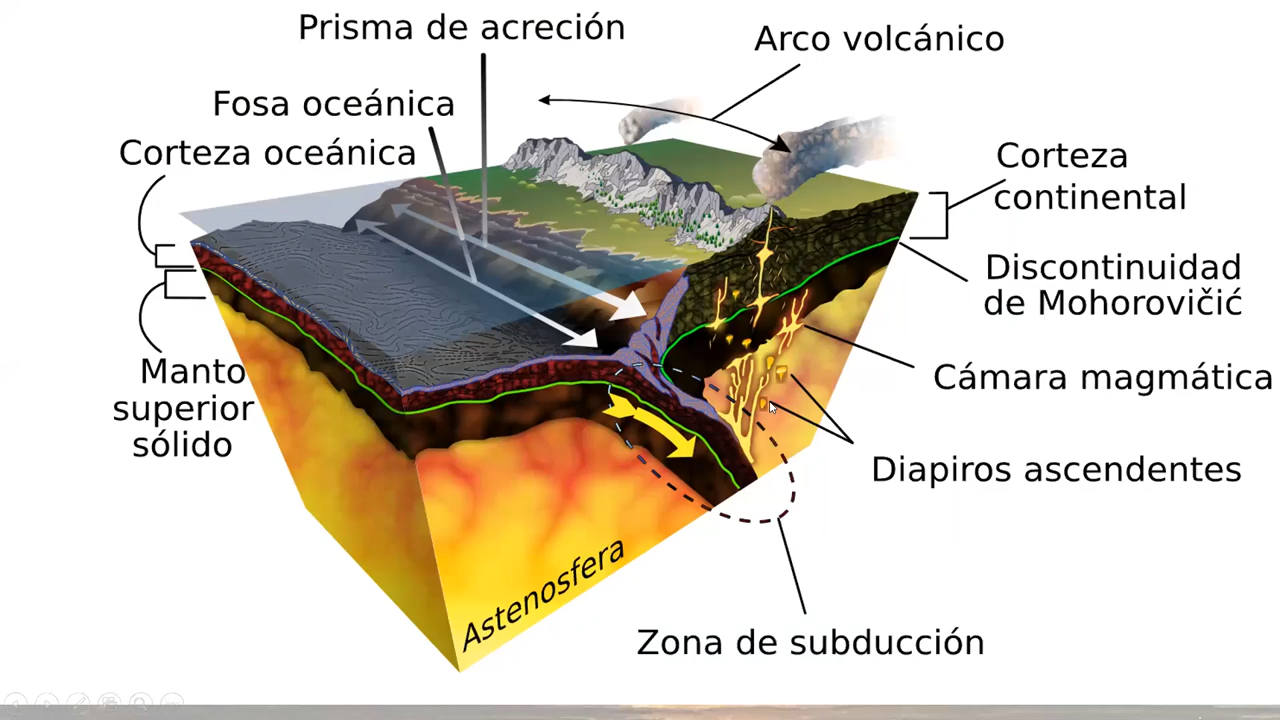 Prisma de acreción
Arco volcánico
Fosa oceánica
Corteza oceánica
Corteza
continental
Discontinuidad
de Mohorovičić
Manto
superior
sólido
Cámara magmática
Diapiros ascendentes
Astenosfera
Zona de subducción